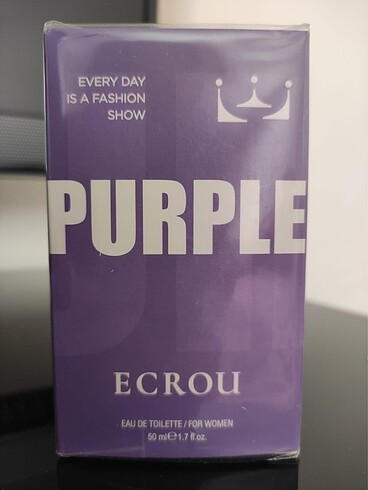 EVERY DAY
IS A FASHION
SHOW
PURPLE
ECROU
EAU DE TOILETTE / FOR WOMEN
50 ml ℮ 1.7 fl.oz.